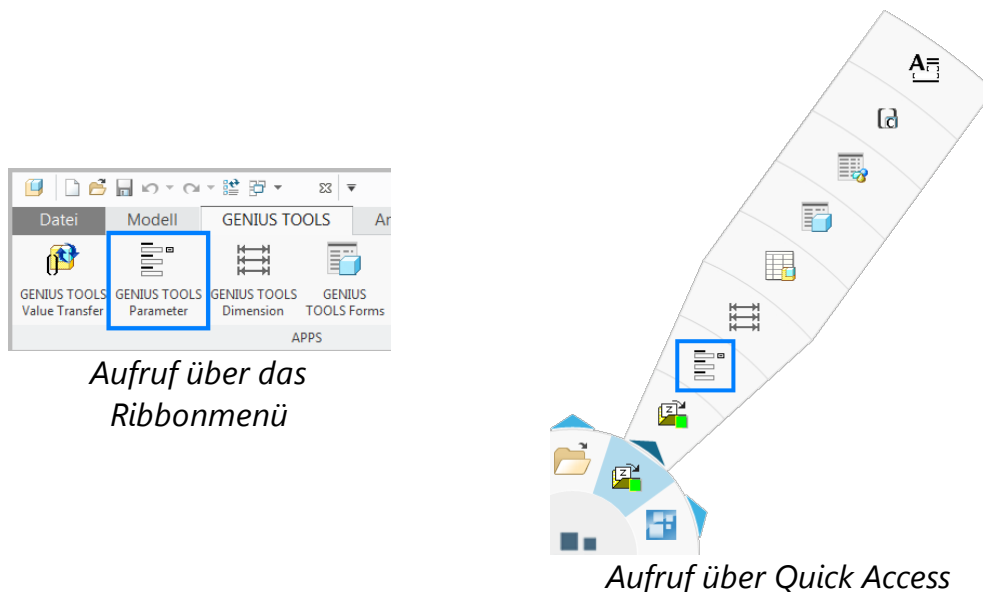 Datei Modell GENIUS TOOLS Ar
GENIUS TOOLS GENIUS TOOLS GENIUS TOOLS GENIUS
Value Transfer Parameter Dimension TOOLS Forms
APPS
Aufruf über das
Ribbonmenü
A
C
Z
Z
Aufruf über Quick Access